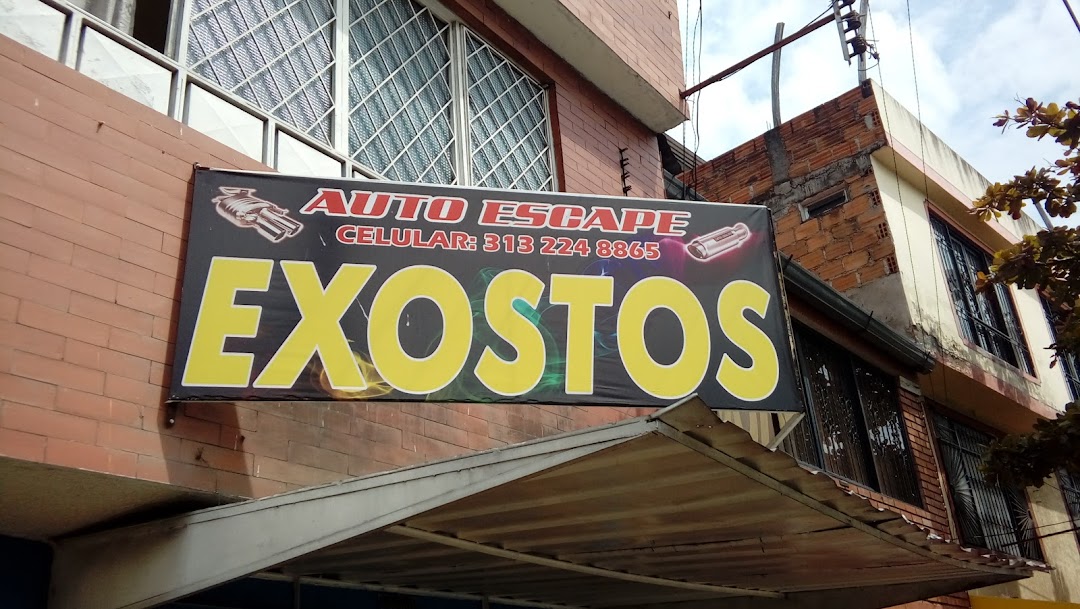 AUTO ESCAPE
CELULAR: 313 224 8865
EXOSTOS